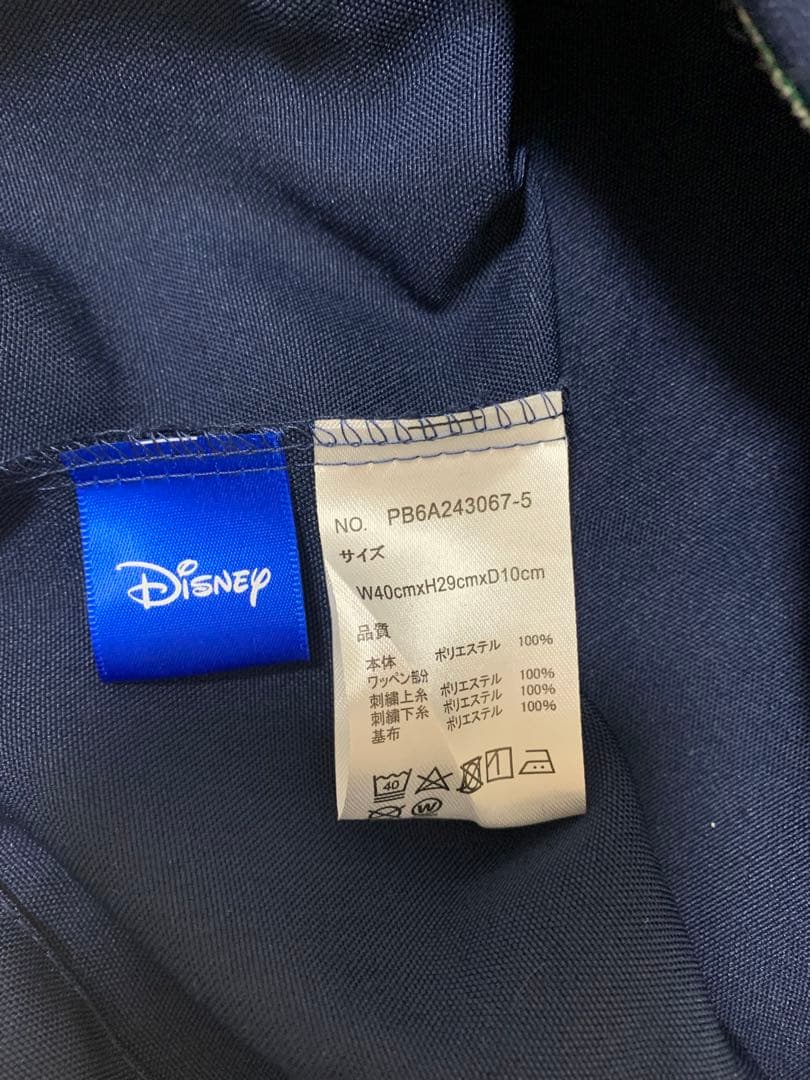 Disney
NO. PB6A243067-5
サイズ
W40cmxH29cmxD10cm
品質
本体 ポリエステル 100%
ワッペン部分
刺繍上糸 ポリエステル 100%
刺繍下糸 ポリエステル 100%
基布 ポリエステル 100%
40
W